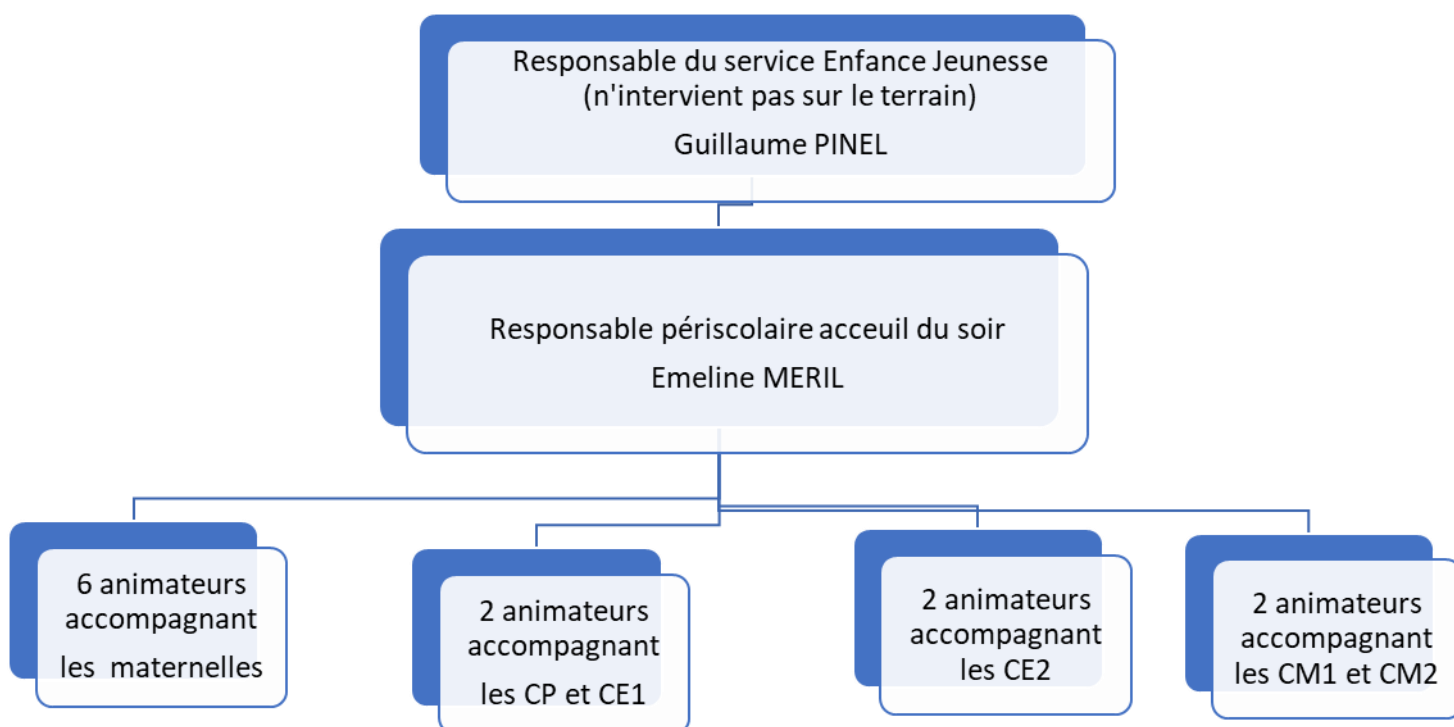 Responsable du service Enfance Jeunesse
(n'intervient pas sur le terrain)
Guillaume PINEL
Responsable périscolaire acceuil du soir
Emeline MERIL
6 animateurs
accompagnant
les maternelles
2 animateurs
accompagnant
les CP et CE1
2 animateurs
accompagnant
les CE2
2 animateurs
accompagnant
les CM1 et CM2